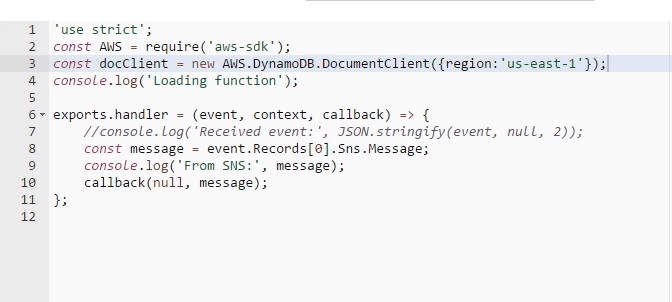 1 'use strict';
2 const AWS = require('aws-sdk');
3 const docClient = new AWS.DynamoDB.DocumentClient({region:'us-east-1'});
4 console.log('Loading function');
5
6 exports.handler = (event, context, callback) => {
7 //console.log('Received event:', JSON.stringify(event, null, 2));
8 const message = event.Records[0].Sns.Message;
9 console.log('From SNS:', message);
10 callback(null, message);
11 };
12